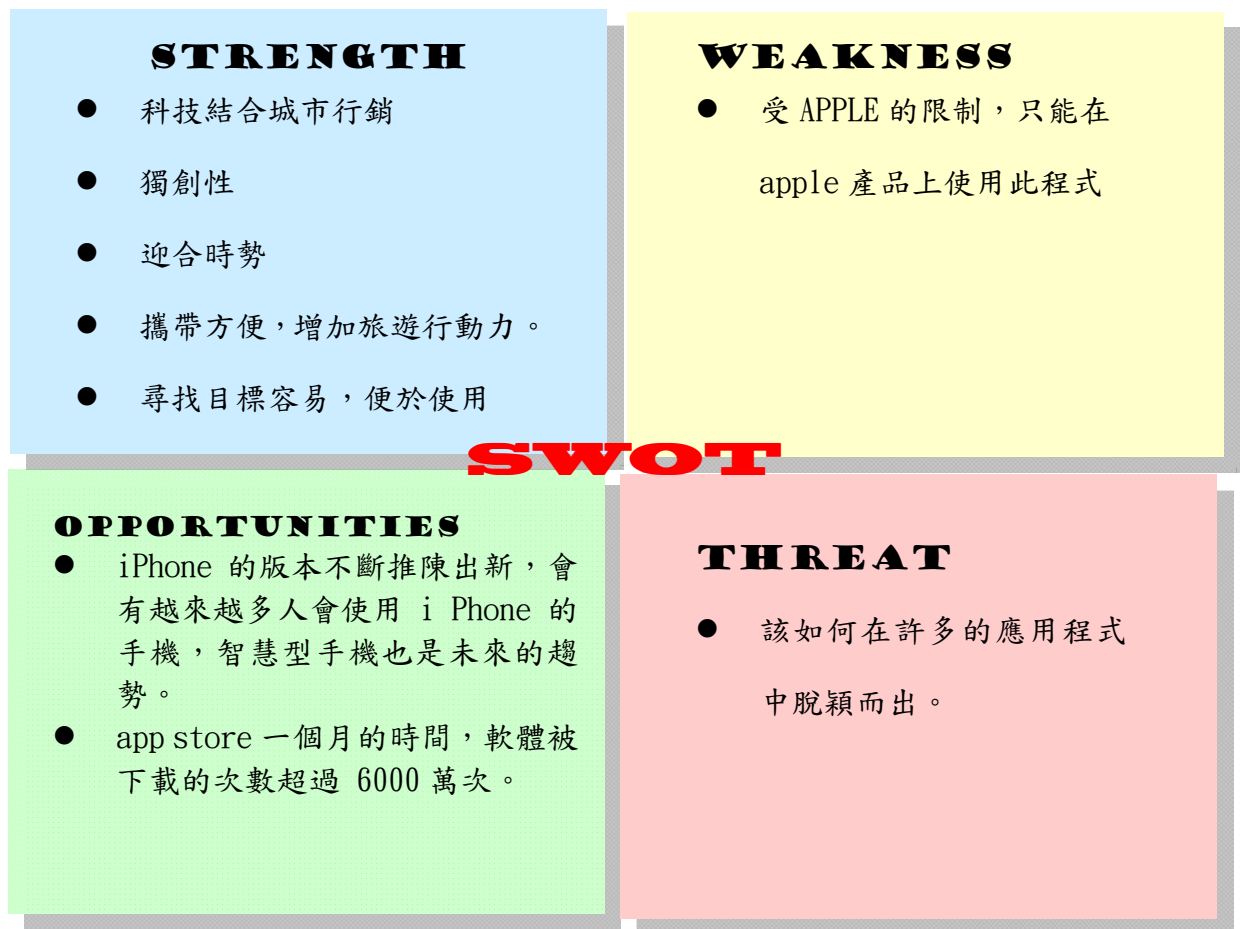 STRENGTH
● 科技結合城市行銷
● 獨創性
● 迎合時勢
● 攜帶方便,增加旅遊行動力。
● 尋找目標容易,便於使用
WEAKNESS
● 受 APPLE 的限制,只能在
apple 產品上使用此程式
SWOT
OPPORTUNITIES
● iPhone 的版本不斷推陳出新,會
有越來越多人會使用 i Phone 的
手機,智慧型手機也是未來的趨
勢。
● app store 一個月的時間,軟體被
下載的次數超過 6000 萬次。
THREAT
● 該如何在許多的應用程式
中脫穎而出。